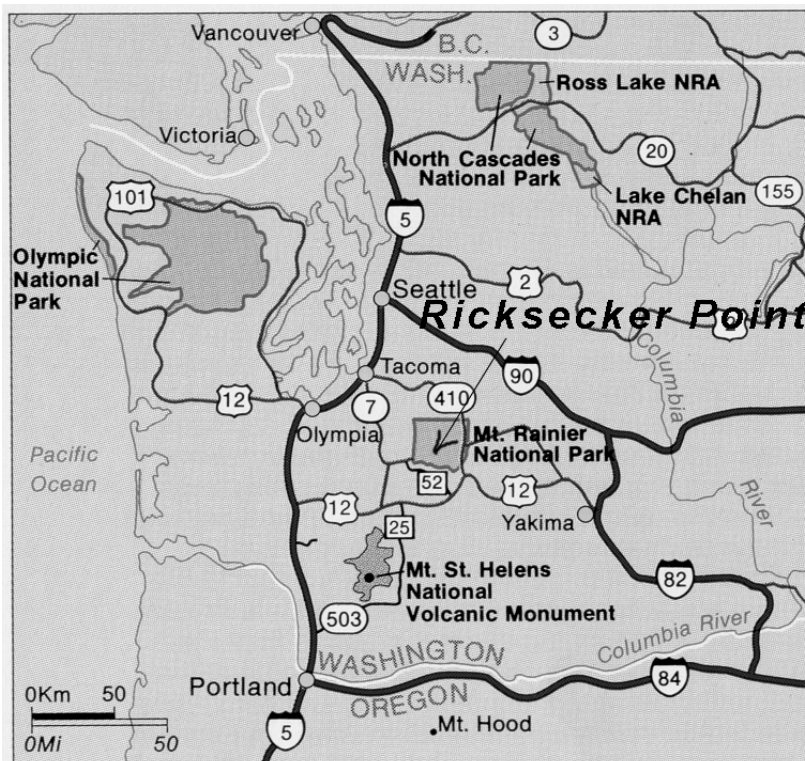 Vancouver
3
B.C.
WASH.
Ross Lake NRA
Victoria
North Cascades
National Park
20
Lake Chelan
NRA
155
101
5
Olympic
National
Park
2
Seattle
Ricksecker Point
2
Columbia
Tacoma
90
410
12
7
Olympia
Mt. Rainier
National Park
Pacific
Ocean
52
12
12
Yakima
River
25
Mt. St. Helens
National
Volcanic Monument
82
503
Columbia River
WASHINGTON
Portland
OREGON
84
0Km 50
0Mi 50
5
Mt. Hood